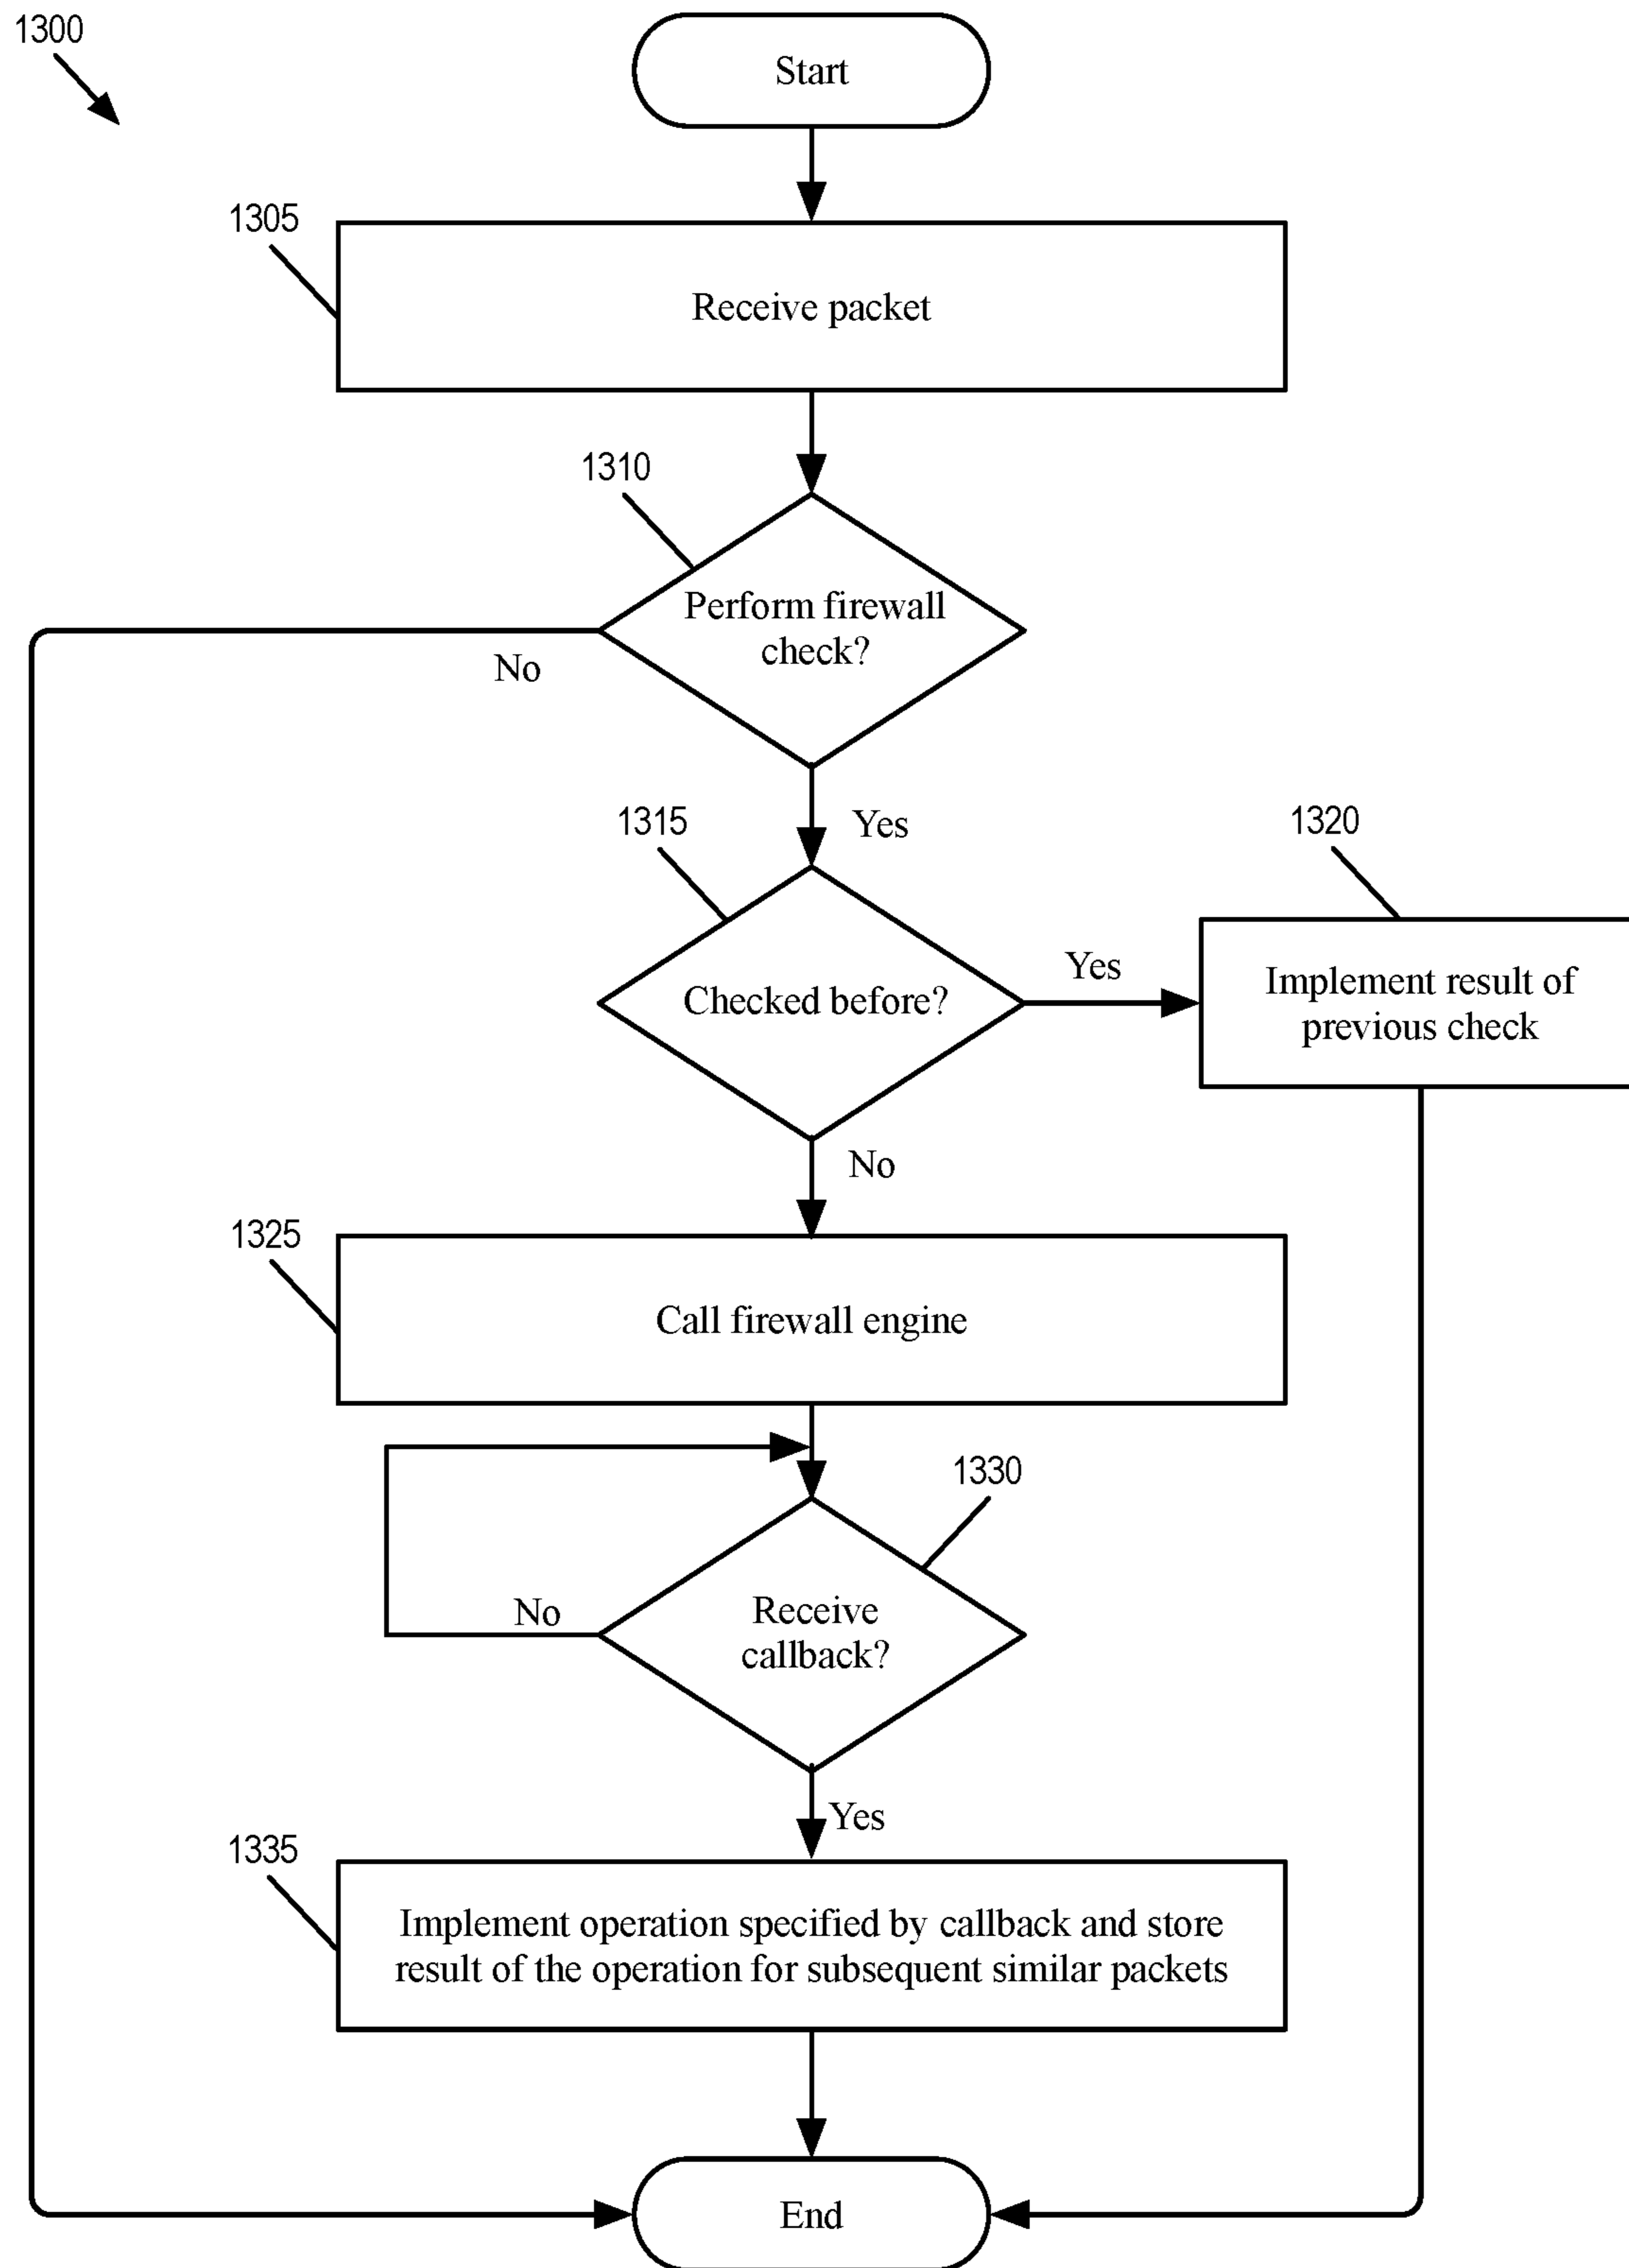 1300
Start
1305
Receive packet
1310
Perform firewall
check?
No
Yes
1315
1320
Checked before?
Yes
Implement result of
previous check
No
1325
Call firewall engine
1330
Receive
callback?
No
Yes
1335
Implement operation specified by callback and store
result of the operation for subsequent similar packets
End